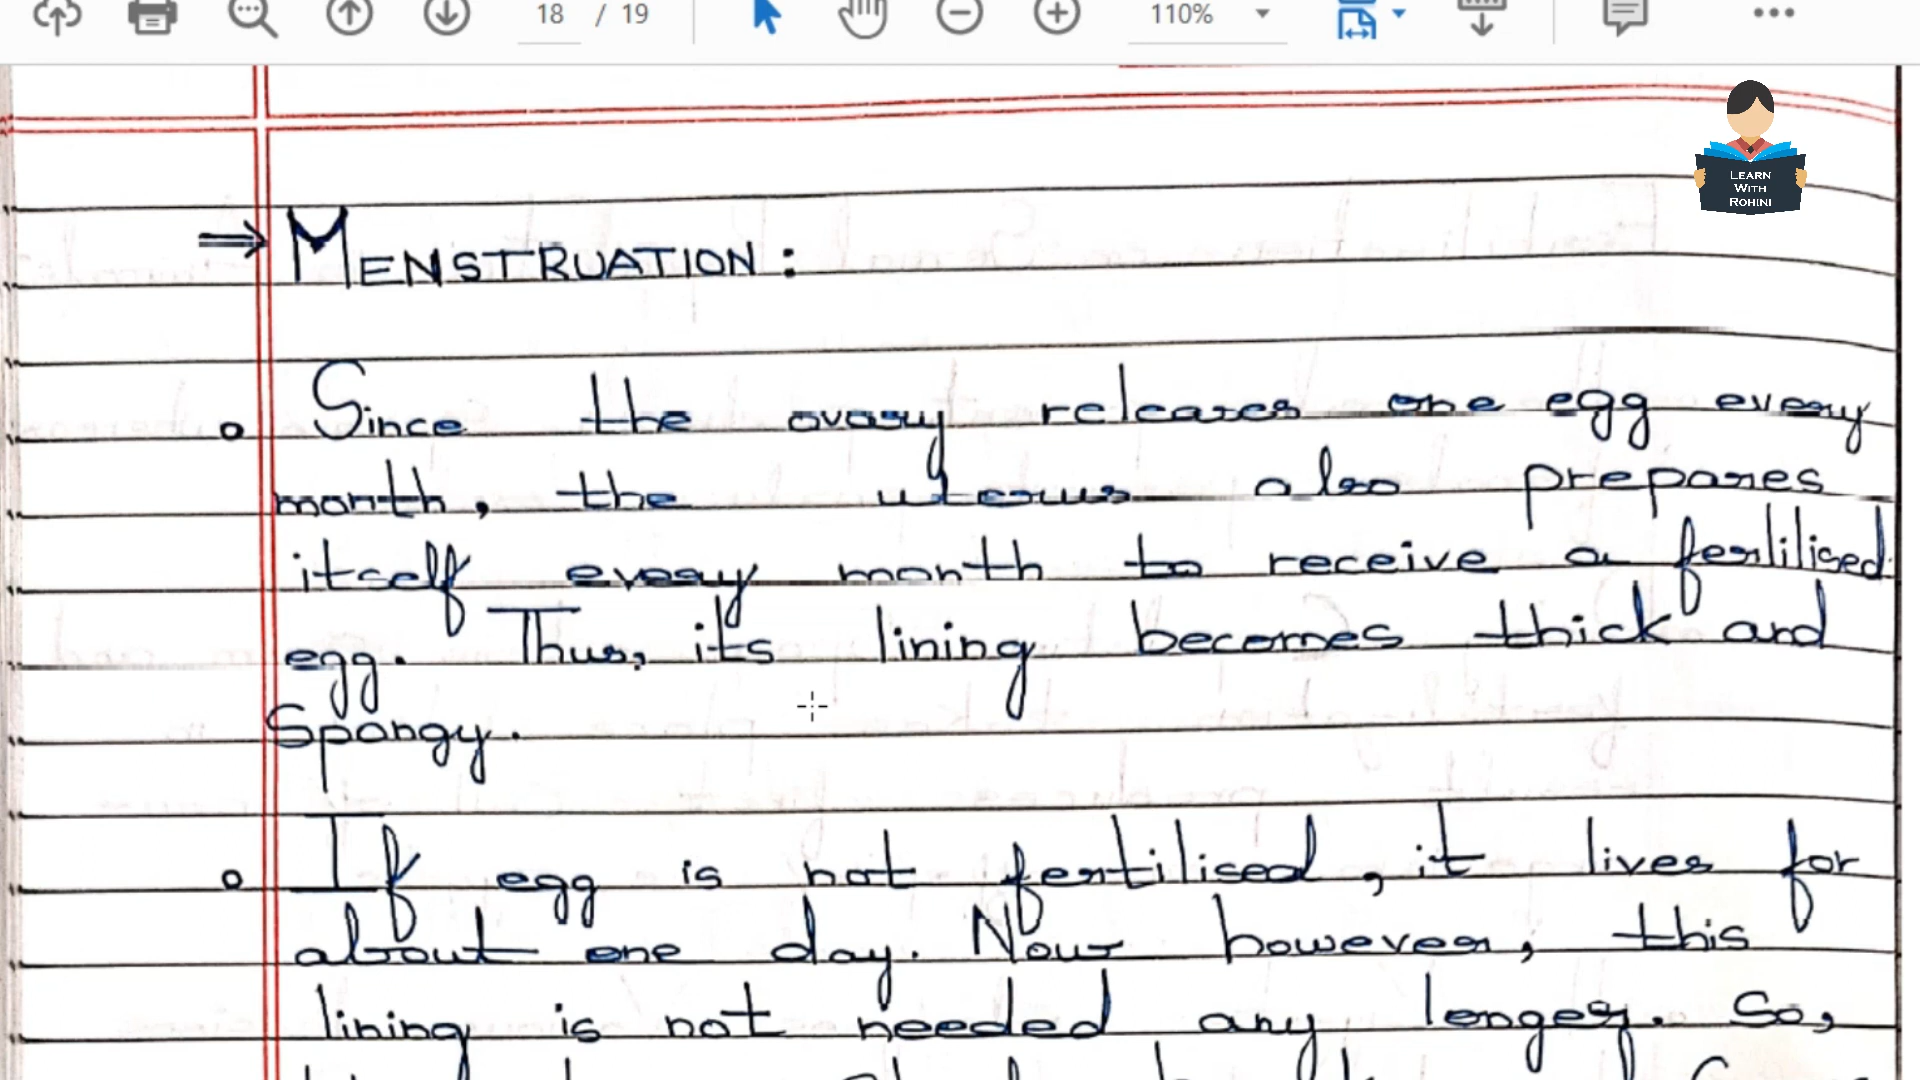 18 / 19
110%
LEARN
WITH
ROHINI
⇒ MENSTRUATION :
o Since the ovary releases one egg every
month, the uterus also prepares
itself every month to receive a fertilised
egg. Thus, its lining becomes thick and
Spongy.
o If egg is not fertilised, it lives for
about one day. Now however, this
lining is not needed any longer. So,